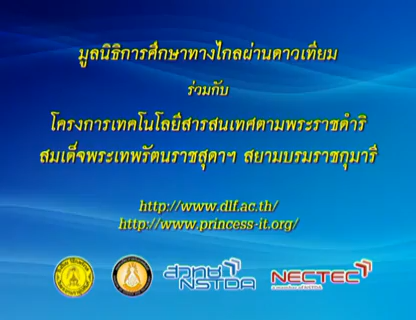 มูลนิธิการศึกษาทางไกลผ่านดาวเทียม
ร่วมกับ
โครงการเทคโนโลยีสารสนเทศตามพระราชดำริ
สมเด็จพระเทพรัตนราชสุดาฯ สยามบรมราชกุมารี
http://www.dlf.ac.th/
http://www.princess-it.org/
สวทช
NSTDA
NECTEC
a member of NSTDA